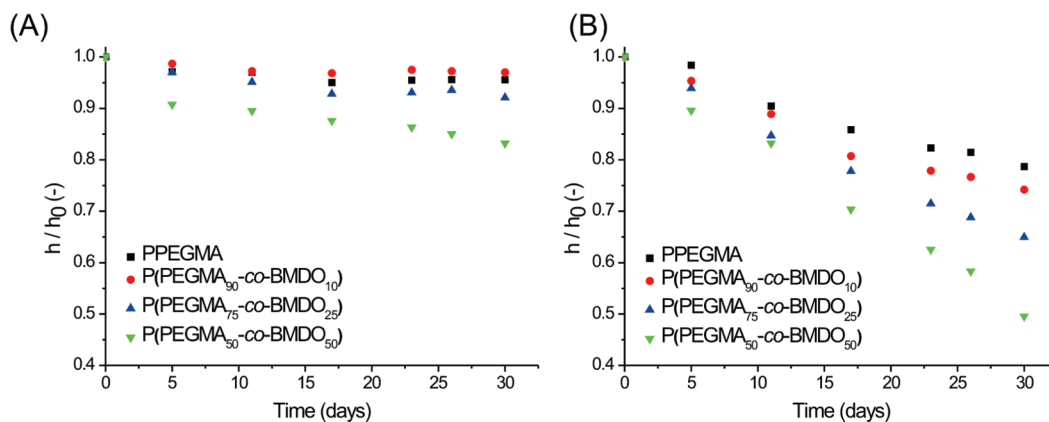 (A)
1.0
0.9
0.8
0.7
0.6
0.5
0.4
h / h₀ (-)
PPEGMA
P(PEGMA₉₀-co-BMDO₁₀)
P(PEGMA₇₅-co-BMDO₂₅)
P(PEGMA₅₀-co-BMDO₅₀)
0 5 10 15 20 25 30
Time (days)
(B)
1.0
0.9
0.8
0.7
0.6
0.5
0.4
h / h₀ (-)
PPEGMA
P(PEGMA₉₀-co-BMDO₁₀)
P(PEGMA₇₅-co-BMDO₂₅)
P(PEGMA₅₀-co-BMDO₅₀)
0 5 10 15 20 25 30
Time (days)